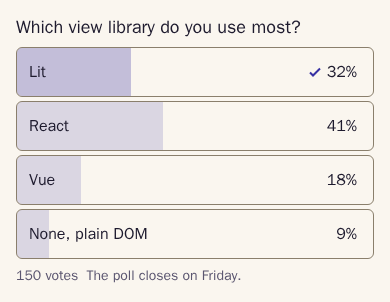 Which view library do you use most?
Lit ✓ 32%
React 41%
Vue 18%
None, plain DOM 9%
150 votes The poll closes on Friday.